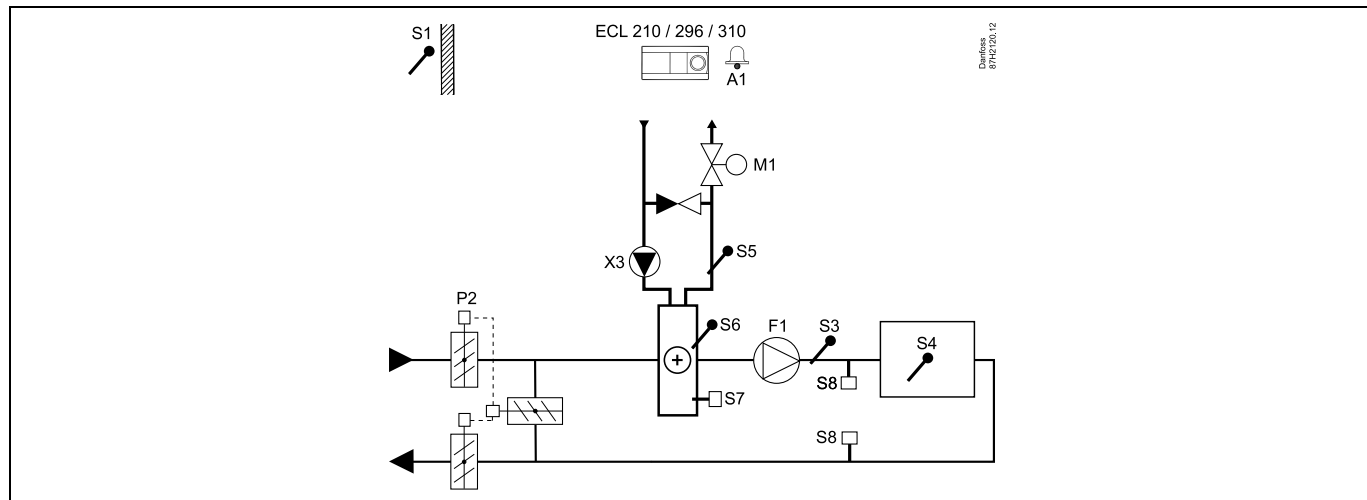 S1
ECL 210 / 296 / 310
A1
Danfoss
87H2120.12
M1
S5
X3
P2
S6
F1
S3
S4
S8
S7
S8